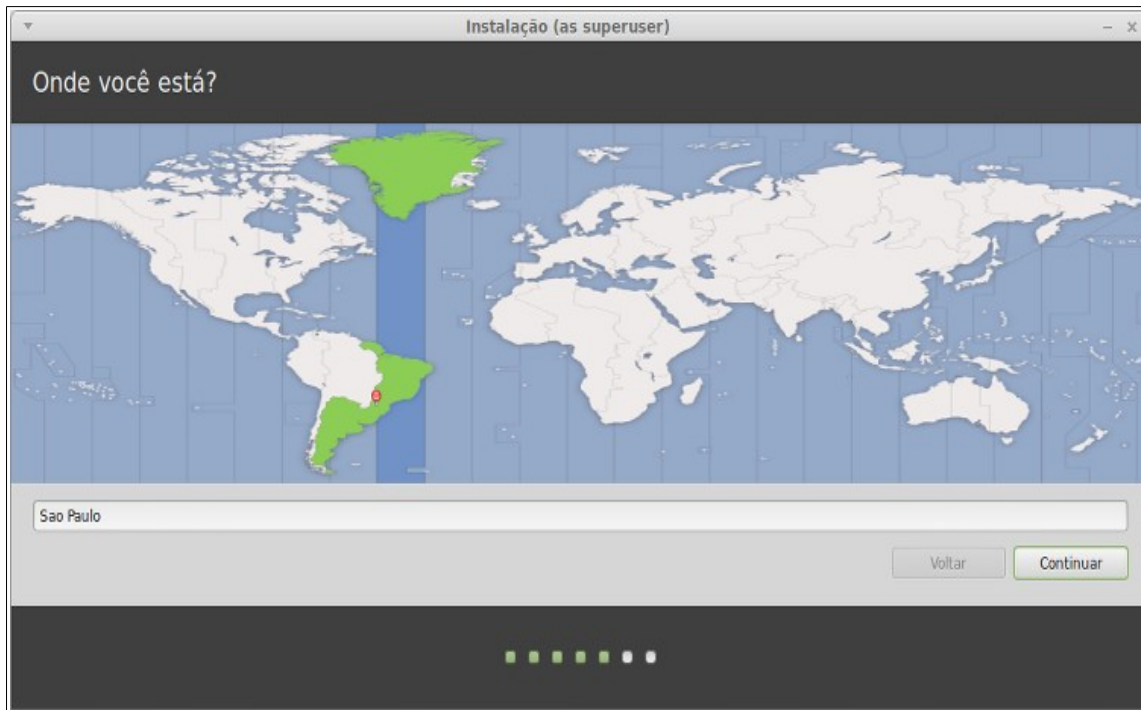 Instalação (as superuser)
Onde você está?
Sao Paulo
Voltar
Continuar